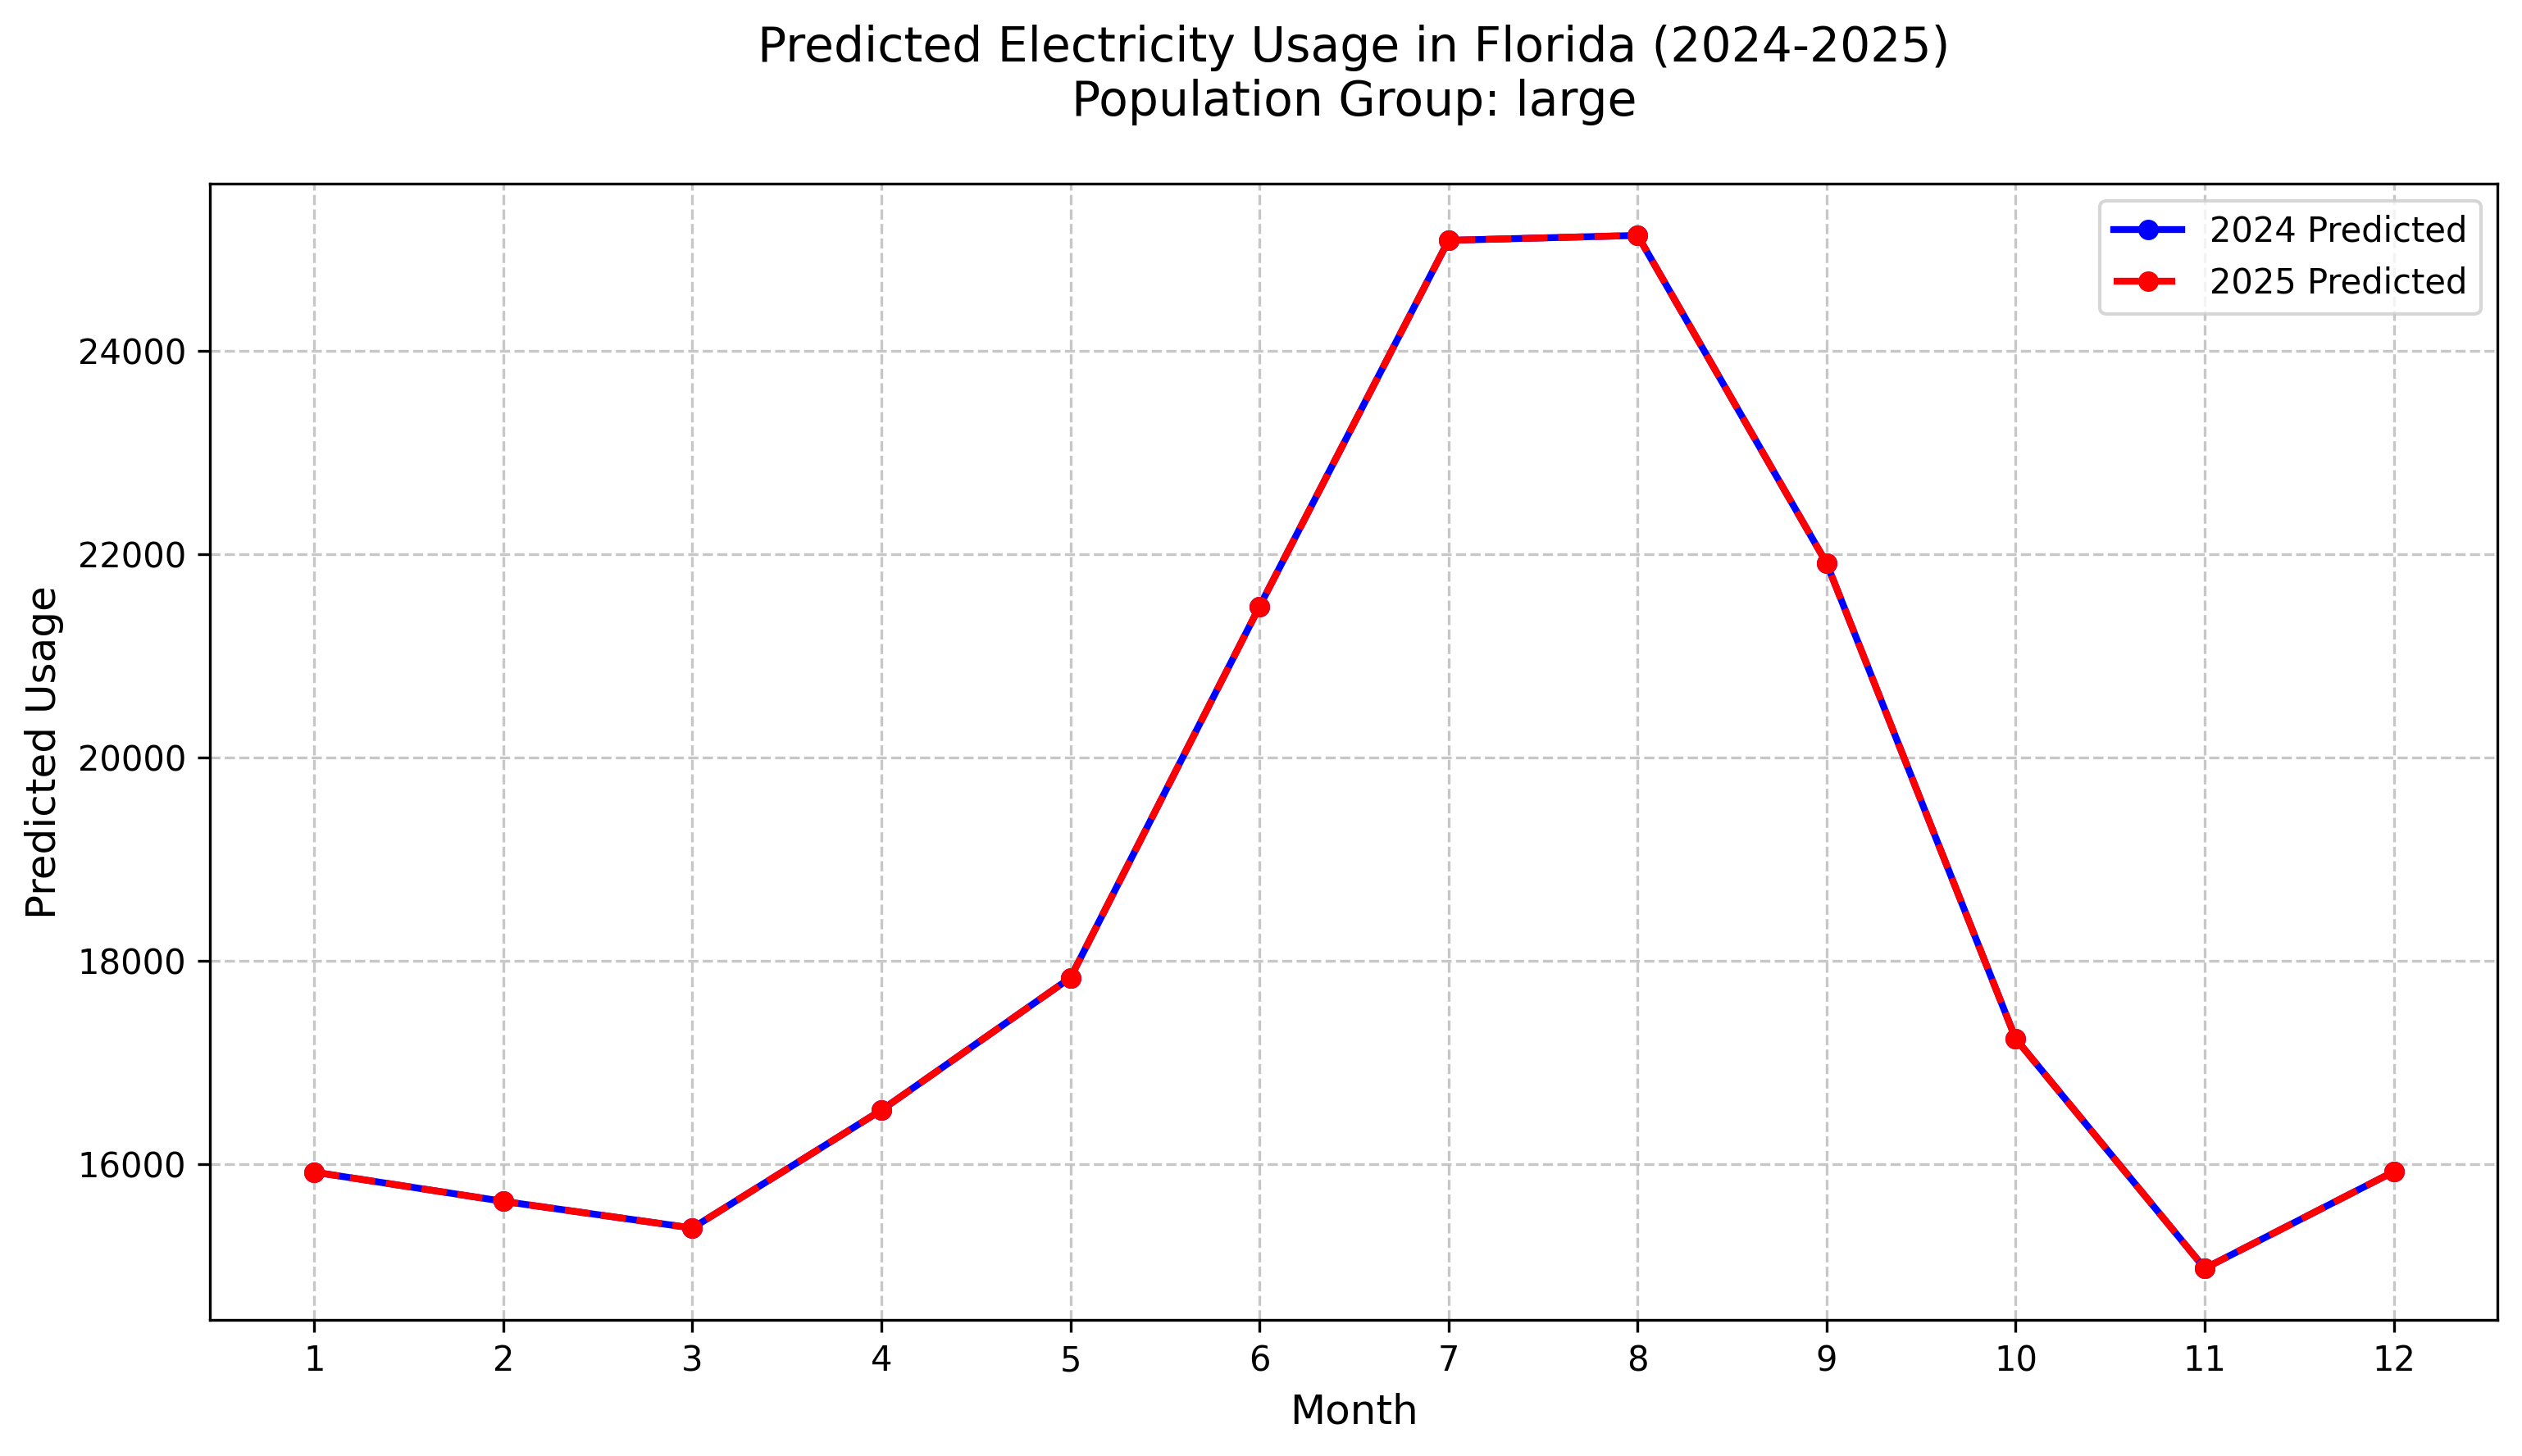 Predicted Electricity Usage in Florida (2024-2025)
Population Group: large
2024 Predicted
2025 Predicted
Predicted Usage
24000
22000
20000
18000
16000
1 2 3 4 5 6 7 8 9 10 11 12
Month